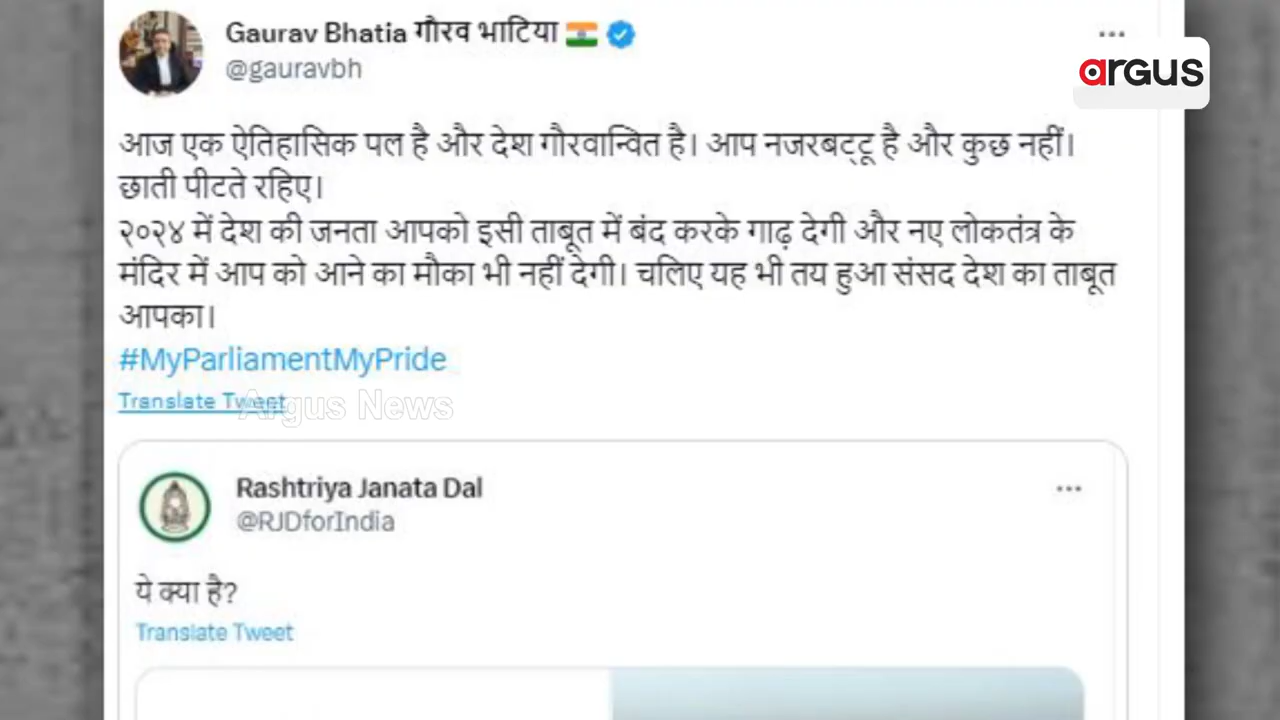 Gaurav Bhatia गौरव भाटिया
@gauravbh
argus
आज एक ऐतिहासिक पल है और देश गौरवान्वित है। आप नजरबट्टू है और कुछ नहीं।
छाती पीटते रहिए।
२०२४ में देश की जनता आपको इसी ताबूत में बंद करके गाढ़ देगी और नए लोकतंत्र के
मंदिर में आप को आने का मौका भी नहीं देगी। चलिए यह भी तय हुआ संसद देश का ताबूत
आपका।
#MyParliamentMyPride
Translate Tweet
Argus News
Rashtriya Janata Dal
@RJDforIndia
ये क्या है?
Translate Tweet